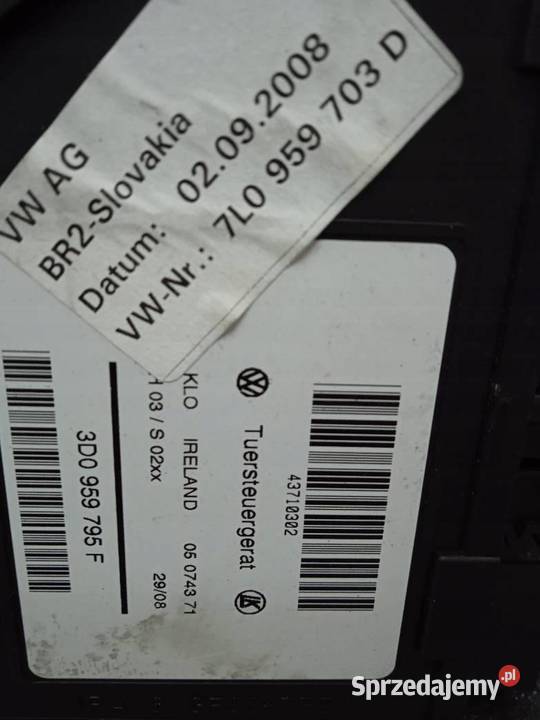 VW AG
BR2-Slovakia
Datum: 02.09.2008
VW-Nr.: 7L0 959 703 D
43710302
Tuersteuergerat
KLO IRELAND 05 0743 71
03 / S 02xx 29/08
3D0 959 795 F
Sprzedajemy.pl